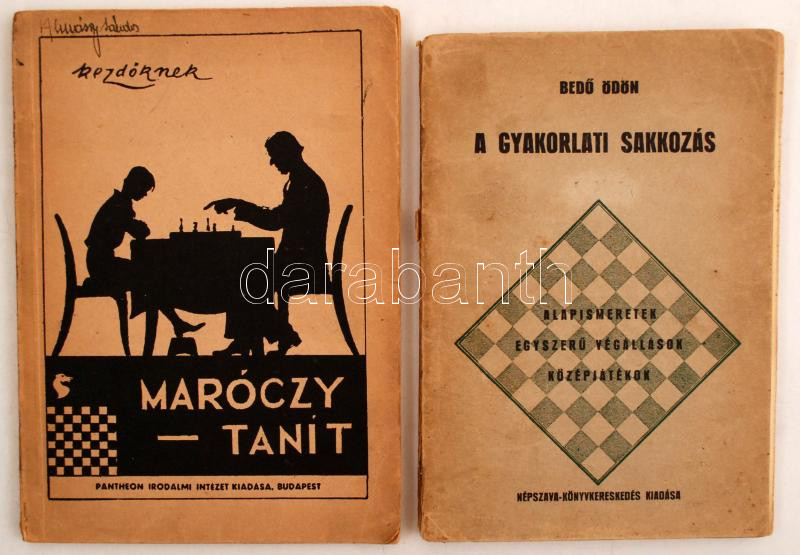 kezdőknek
MARÓCZY
— TANÍT
PANTHEON IRODALMI INTÉZET KIADÁSA, BUDAPEST
BEDŐ ÖDÖN
A GYAKORLATI SAKKOZÁS
ALAPISMERETEK
EGYSZERŰ VÉGÁLLÁSOK
KÖZÉPJÁTÉKOK
NÉPSZAVA-KÖNYVKERESKEDÉS KIADÁSA
darabanth